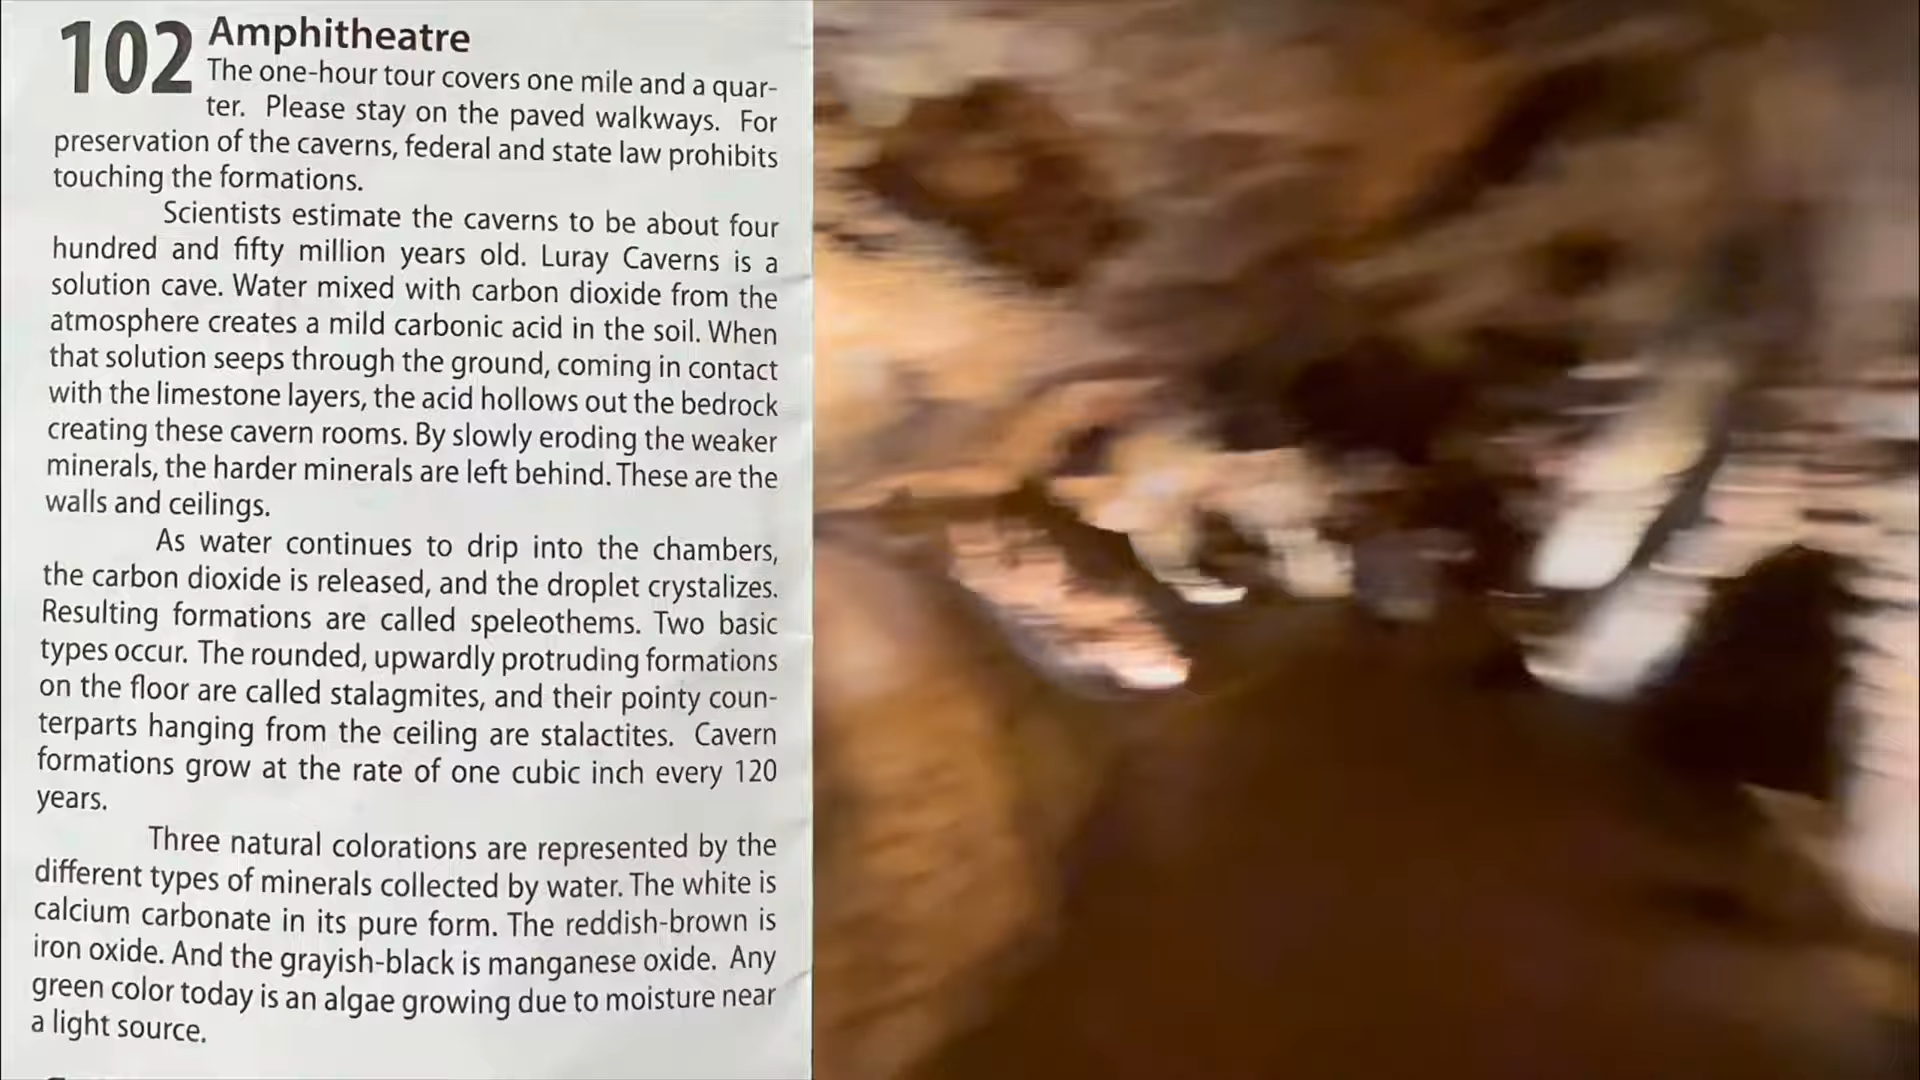 102 Amphitheatre
The one-hour tour covers one mile and a quar-
ter. Please stay on the paved walkways. For
preservation of the caverns, federal and state law prohibits
touching the formations.
Scientists estimate the caverns to be about four
hundred and fifty million years old. Luray Caverns is a
solution cave. Water mixed with carbon dioxide from the
atmosphere creates a mild carbonic acid in the soil. When
that solution seeps through the ground, coming in contact
with the limestone layers, the acid hollows out the bedrock
creating these cavern rooms. By slowly eroding the weaker
minerals, the harder minerals are left behind. These are the
walls and ceilings.
As water continues to drip into the chambers,
the carbon dioxide is released, and the droplet crystalizes.
Resulting formations are called speleothems. Two basic
types occur. The rounded, upwardly protruding formations
on the floor are called stalagmites, and their pointy coun-
terparts hanging from the ceiling are stalactites. Cavern
formations grow at the rate of one cubic inch every 120
years.
Three natural colorations are represented by the
different types of minerals collected by water. The white is
calcium carbonate in its pure form. The reddish-brown is
iron oxide. And the grayish-black is manganese oxide. Any
green color today is an algae growing due to moisture near
a light source.